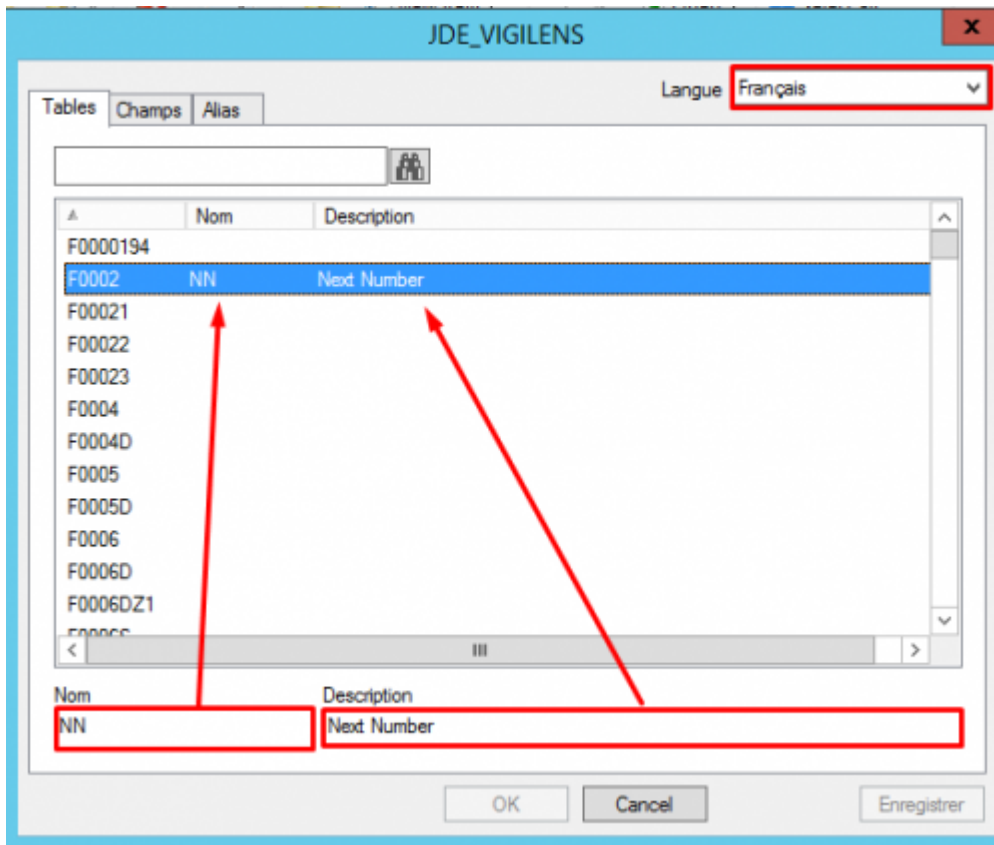 JDE_VIGILENS
x
Langue Français
Tables Champs Alias
Nom Description
F0000194
F0002 NN Next Number
F00021
F00022
F00023
F0004
F0004D
F0005
F0005D
F0006
F0006D
F0006DZ1
Nom Description
NN Next Number
OK Cancel Enregistrer